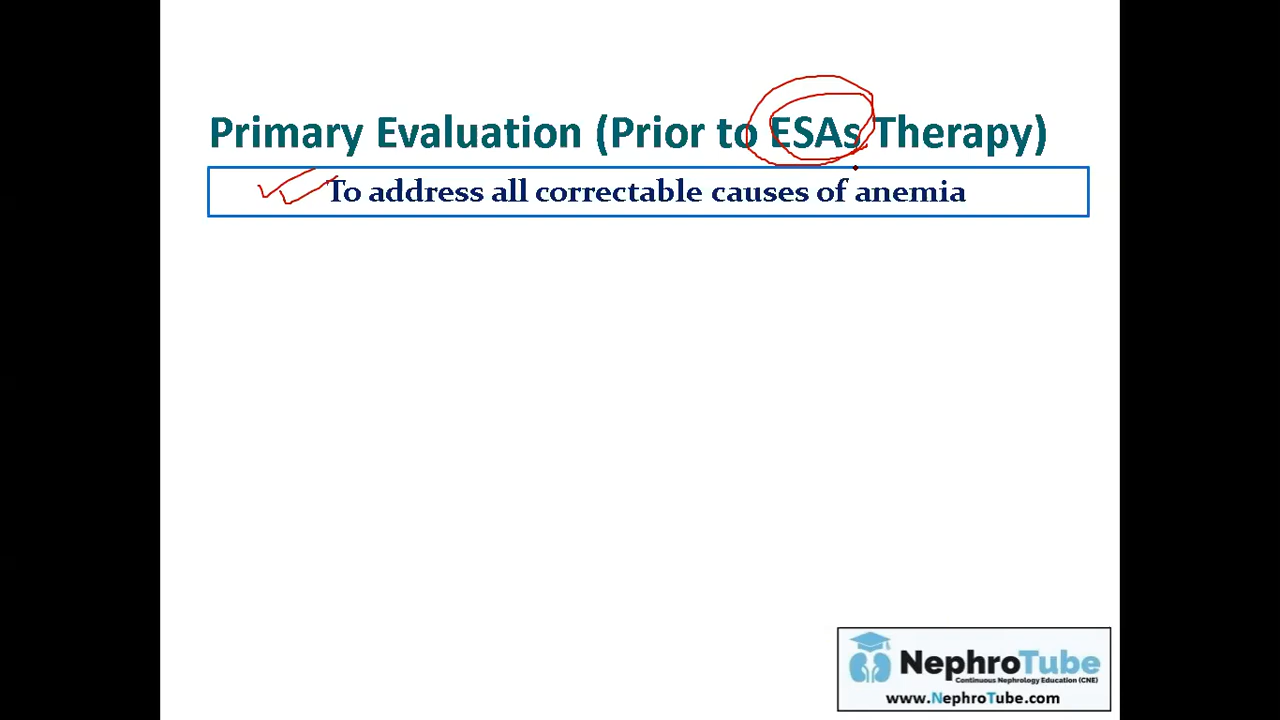 Primary Evaluation (Prior to ESAs Therapy)
To address all correctable causes of anemia
NephroTube
Continuous Nephrology Education (CNE)
www.NephroTube.com